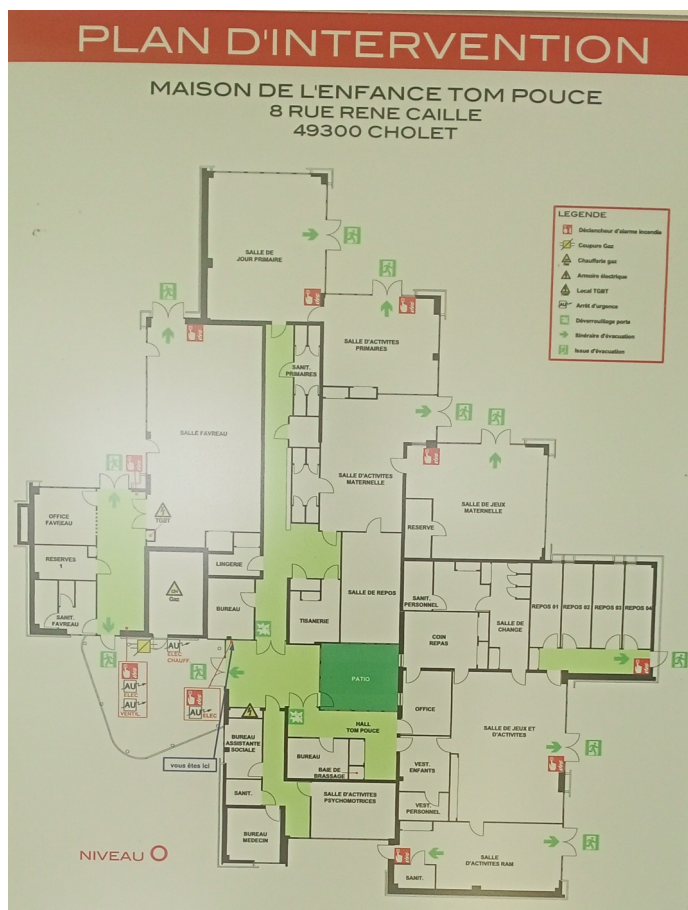 PLAN D'INTERVENTION
MAISON DE L'ENFANCE TOM POUCE
8 RUE RENE CAILLE
49300 CHOLET
LEGENDE
Déclencheur d'alarme incendie
Coupure Gaz
Chaufferie gaz
Armoire électrique
Local TGBT
Arrêt d'urgence
Déverrouillage porte
Itinéraire d'évacuation
Issue d'évacuation
SALLE DE
JOUR PRIMAIRE
SALLE D'ACTIVITES
PRIMAIRES
SANIT.
PRIMAIRES
SALLE FAVREAU
SALLE D'ACTIVITES
MATERNELLE
SALLE DE JEUX
MATERNELLE
RESERVE
OFFICE
FAVREAU
TGBT
RESERVES
1
SANIT.
FAVREAU
CH
Gaz
LINGERIE
BUREAU
TISANERIE
SALLE DE REPOS
SANIT.
PERSONNEL
SALLE DE
CHANGE
REPOS 01
REPOS 02
REPOS 03
REPOS 04
COIN
REPAS
AU
ELEC
CHAUFF
AU
ELEC
AU
VENTIL
AU
ELEC
PATIO
OFFICE
HALL
TOM POUCE
SALLE DE JEUX ET
D'ACTIVITES
BUREAU
ASSISTANTE
SOCIALE
BUREAU
BAIE DE
BRASSAGE
VEST.
ENFANTS
vous êtes ici
SANIT.
SALLE D'ACTIVITES
PSYCHOMOTRICES
VEST.
PERSONNEL
BUREAU
MEDECIN
SALLE
D'ACTIVITES RAM
SANIT.
NIVEAU 0